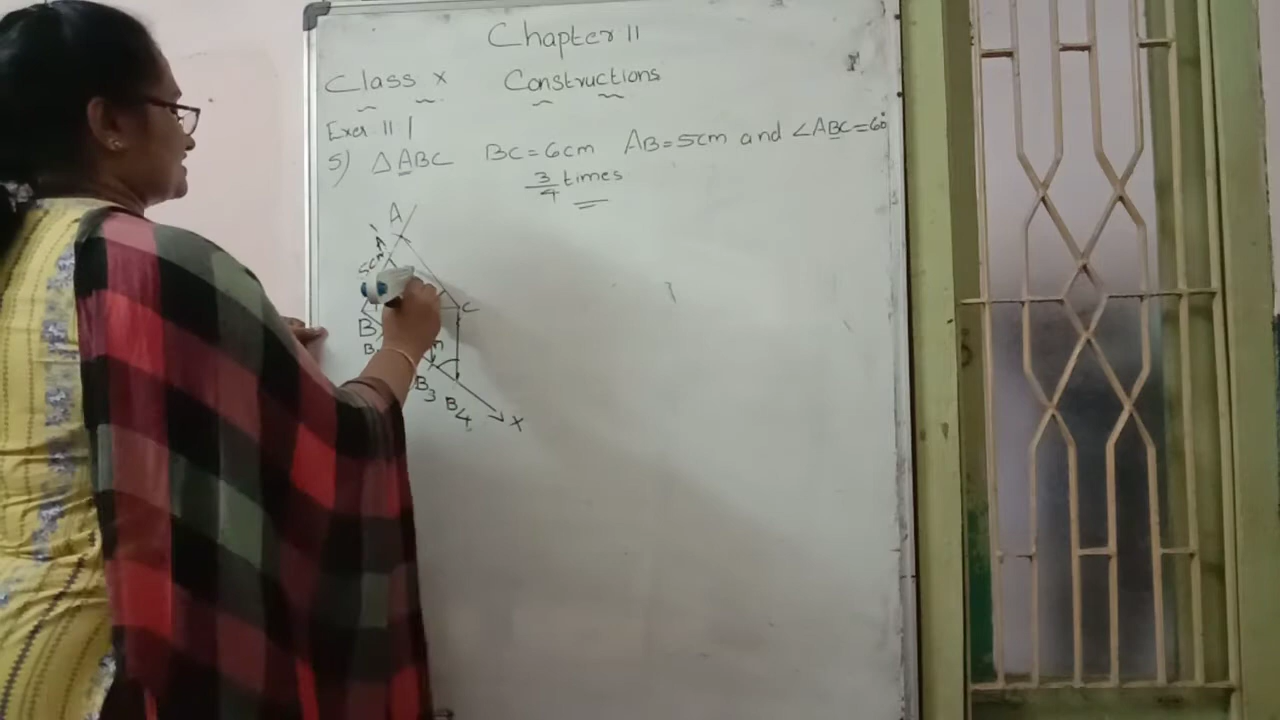 Chapter 11
Class X Constructions
Exer 11 1
5) △ABC BC=6cm AB=5cm and ∠ABC=60°
3/4 times
A
A'
5cm
C
B
B
B3
B4
X